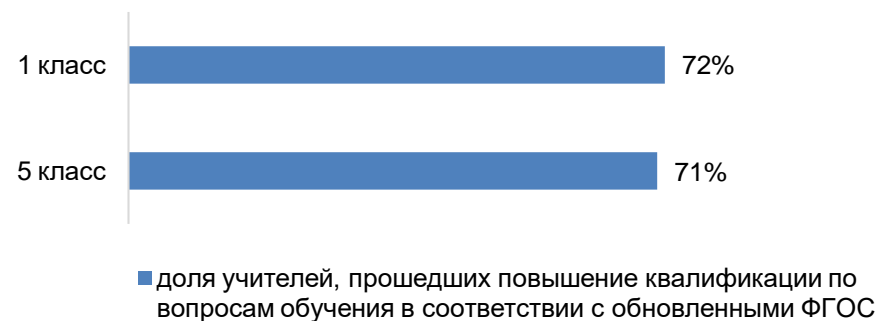 1 класс
72%
5 класс
71%
доля учителей, прошедших повышение квалификации по
вопросам обучения в соответствии с обновленными ФГОС